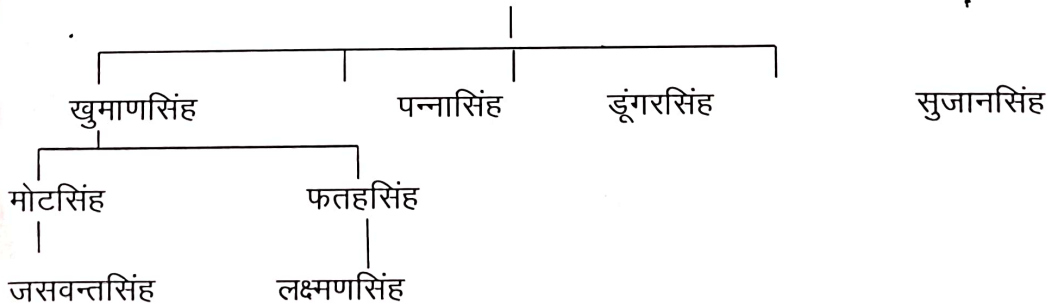 खुमाणसिंह पन्नासिंह डूंगरसिंह सुजानसिंह
मोटसिंह फतहसिंह
जसवन्तसिंह लक्ष्मणसिंह